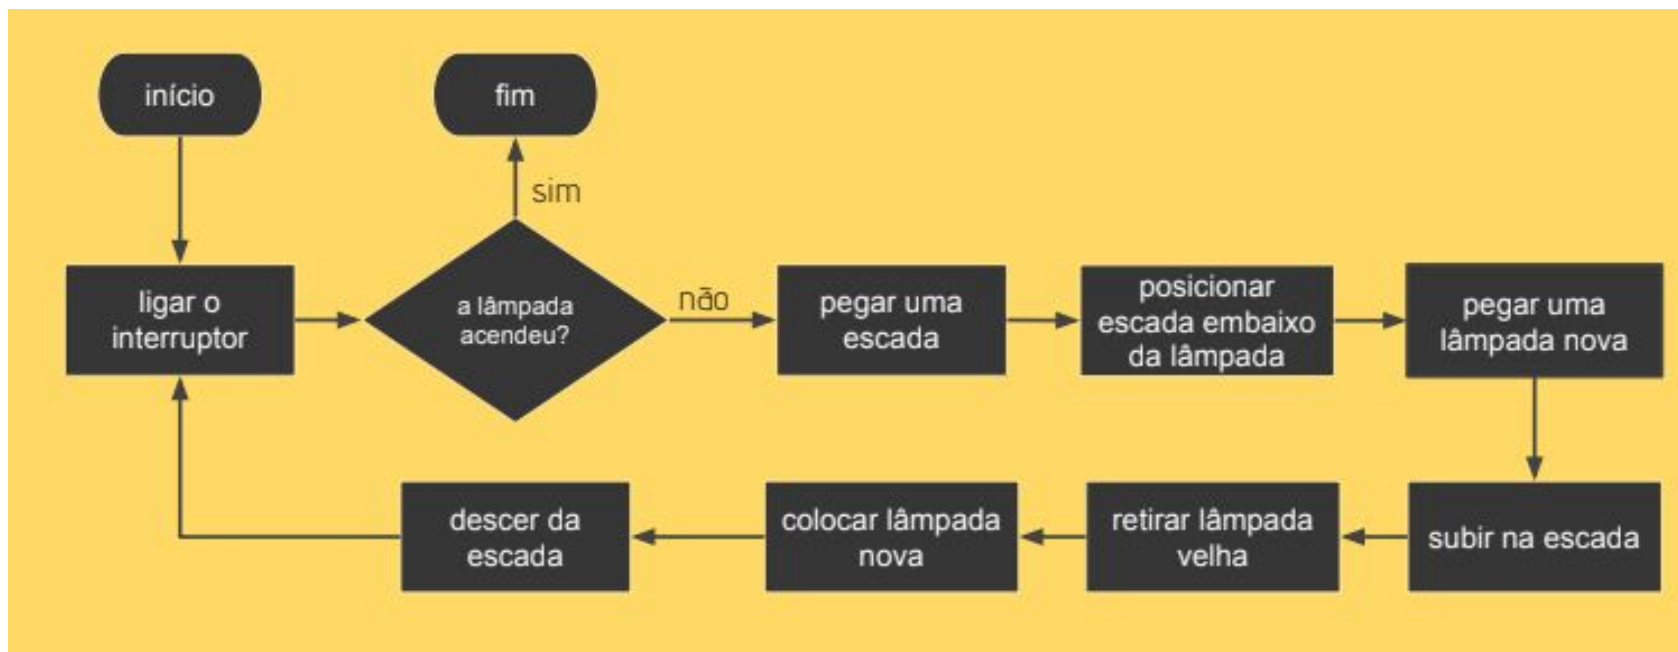 início
fim
sim
ligar o
interruptor
a lâmpada
acendeu?
não
pegar uma
escada
posicionar
escada embaixo
da lâmpada
pegar uma
lâmpada nova
subir na escada
retirar lâmpada
velha
colocar lâmpada
nova
descer da
escada